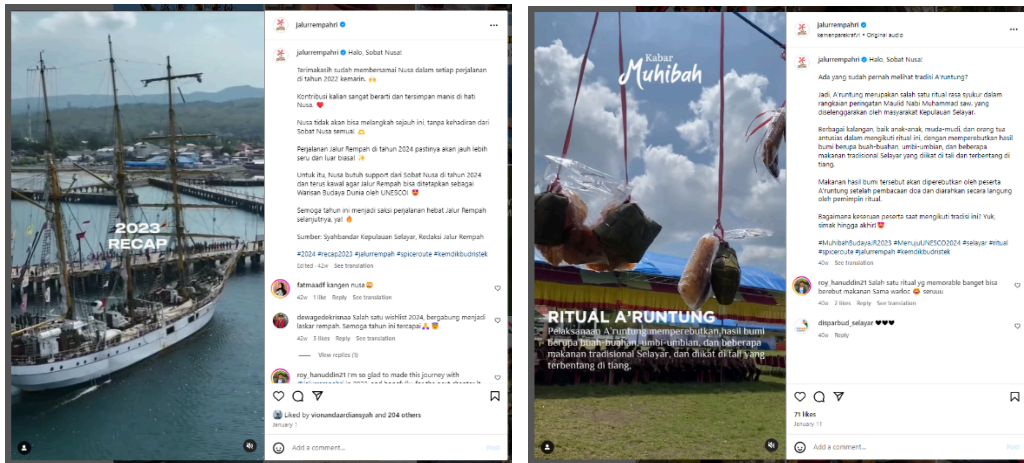 2023
RECAP
jalurrempahri
jalurrempahri Halo, Sobat Nusa!
Terimakasih sudah membersamai Nusa dalam setiap perjalanan
di tahun 2022 kemarin.
Kontribusi kalian sangat berarti dan tersimpan manis di hati
Nusa.
Nusa tidak akan bisa melangkah sejauh ini, tanpa kehadiran dari
Sobat Nusa semua!
Perjalanan Jalur Rempah di tahun 2024 pastinya akan jauh lebih
seru dan luar biasa!
Untuk itu, Nusa butuh support dari Sobat Nusa di tahun 2024
dan terus kawal agar Jalur Rempah bisa ditetapkan sebagai
Warisan Budaya Dunia oleh UNESCO!
Semoga tahun ini menjadi saksi perjalanan hebat Jalur Rempah
selanjutnya, ya!
Sumber: Syahbandar Kepulauan Selayar, Redaksi Jalur Rempah
#2024 #recap2023 #jalurrempah #spiceroute #kemdikbudristek
Edited · 42w See translation
fatmaadf kangen nusa
42w 1 like Reply See translation
dewagedekrisnaa Salah satu wishlist 2024, bergabung menjadi
laskar rempah. Semoga tahun ini tercapai
42w 3 likes Reply See translation
View replies (1)
roy_hanuddin21 I'm so glad to made this journey with
Liked by vionandaardiansyah and 204 others
January 1
Add a comment...
Post
Kabar
Muhibah
RITUAL A'RUNTUNG
Pelaksanaan A'runtung memperebutkan hasil bumi
berupa buah-buahan, umbi-umbian, dan beberapa
makanan tradisional Selayar, dan diikat di tali yang
terbentang di tiang.
jalurrempahri
kemenparekrafri • Original audio
jalurrempahri Halo, Sobat Nusa!
Ada yang sudah pernah melihat tradisi A'runtung?
Jadi, A'runtung merupakan salah satu ritual rasa syukur dalam
rangkaian peringatan Maulid Nabi Muhammad saw. yang
diselenggarakan oleh masyarakat Kepulauan Selayar.
Berbagai kalangan, baik anak-anak, muda-mudi, dan orang tua
antusias dalam mengikuti ritual ini, dengan memperebutkan hasil
bumi berupa buah-buahan, umbi-umbian, dan beberapa
makanan tradisional Selayar yang diikat dan terbentang di
tiang.
Makanan hasil bumi tersebut akan diperebutkan oleh peserta
A'runtung setelah pembacaan doa dan diarahkan secara langsung
oleh pemimpin ritual.
Bagaimana keseruan peserta saat mengikuti tradisi ini? Yuk,
simak hingga akhir!
#MuhibahBudayaJR2023 #MenujuUNESCO2024 #selayar #ritual
#spiceroute #jalurrempah #kemdikbudristek
40w See translation
roy_hanuddin21 Salah satu ritual yg memorable banget bisa
berebut makanan Sama warloc seruuu
40w 2 likes Reply See translation
disparbud_selayar ♥♥♥
40w Reply
71 likes
January 11
Add a comment...
Post